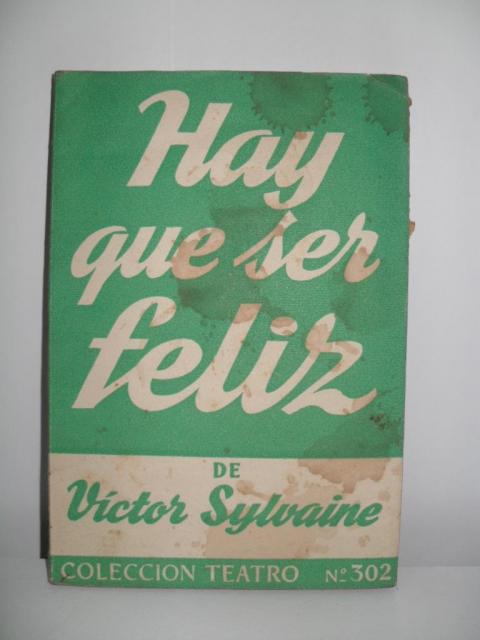 Hay
que ser
feliz
DE
Víctor Sylvaine
COLECCION TEATRO Nº 302